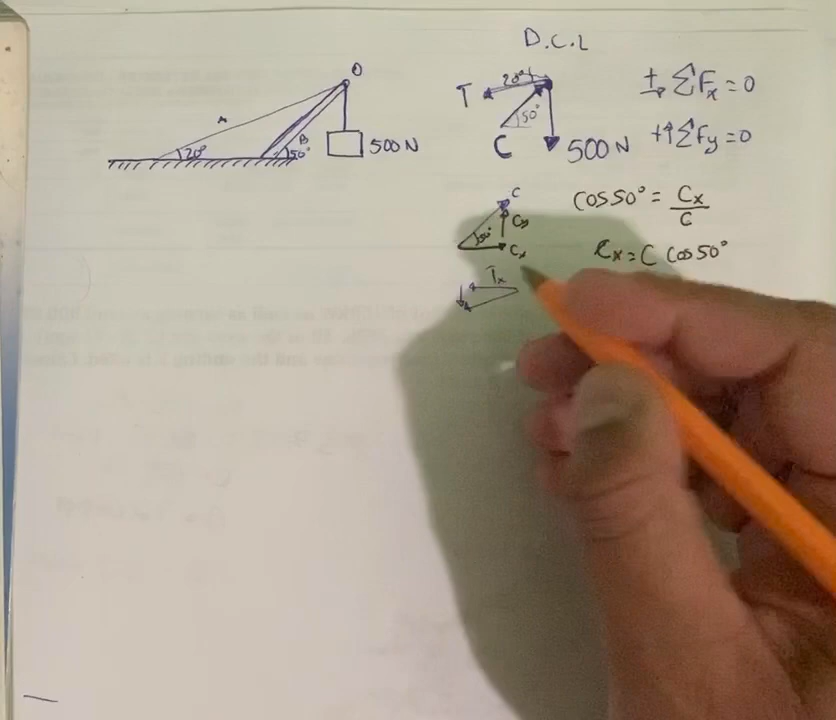 D.C.L
O
A
20°
B
50°
500 N
T
20°
50°
C
500 N
+→ ΣFx = 0
+↑ ΣFy = 0
C
50°
Cy
Cx
cos 50° = Cx/C
Cx = C cos 50°
Tx